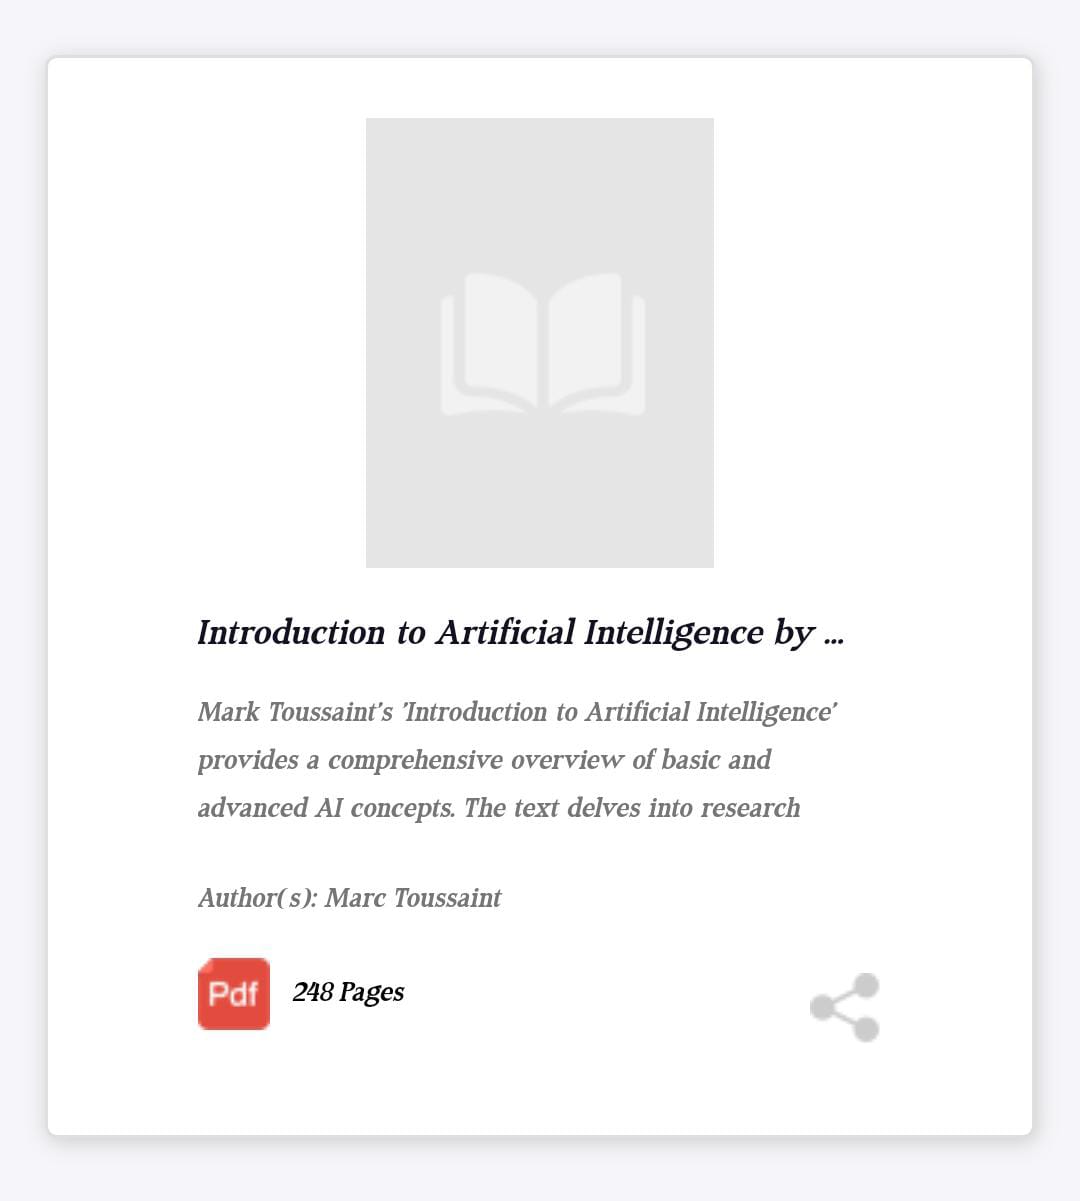 Introduction to Artificial Intelligence by ...
Mark Toussaint's 'Introduction to Artificial Intelligence'
provides a comprehensive overview of basic and
advanced AI concepts. The text delves into research
Author(s): Marc Toussaint
Pdf 248 Pages